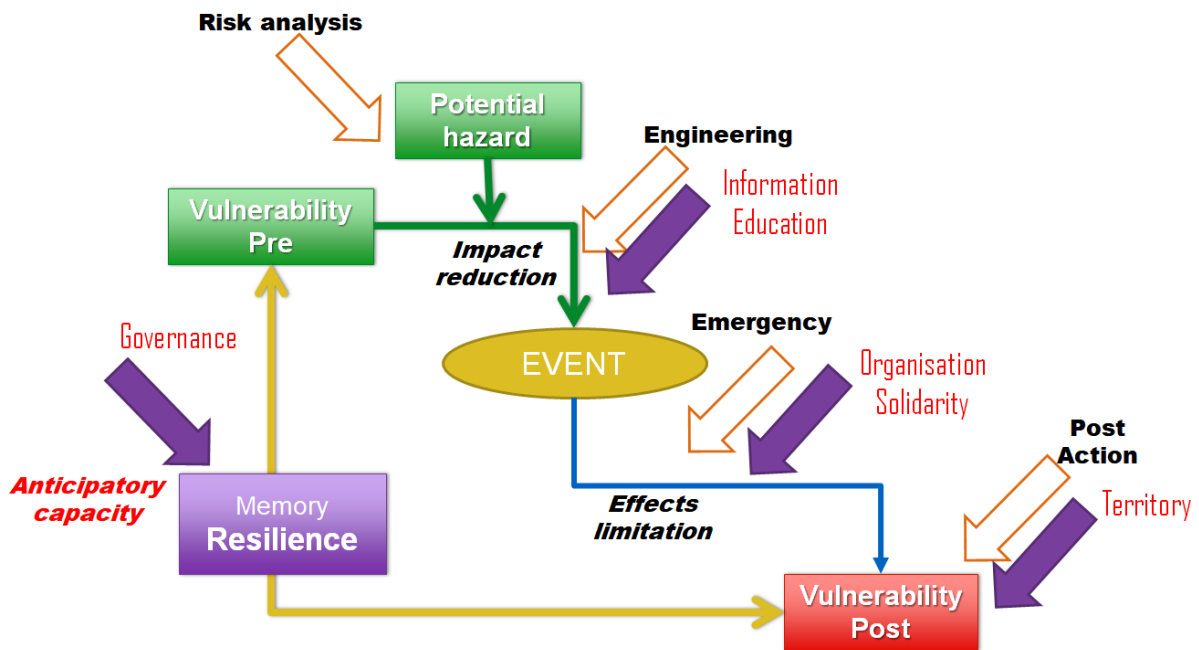 Risk analysis
Potential
hazard
Engineering
Information
Education
Vulnerability
Pre
Impact
reduction
Governance
Emergency
EVENT
Organisation
Solidarity
Post
Action
Anticipatory
capacity
Memory
Resilience
Effects
limitation
Territory
Vulnerability
Post